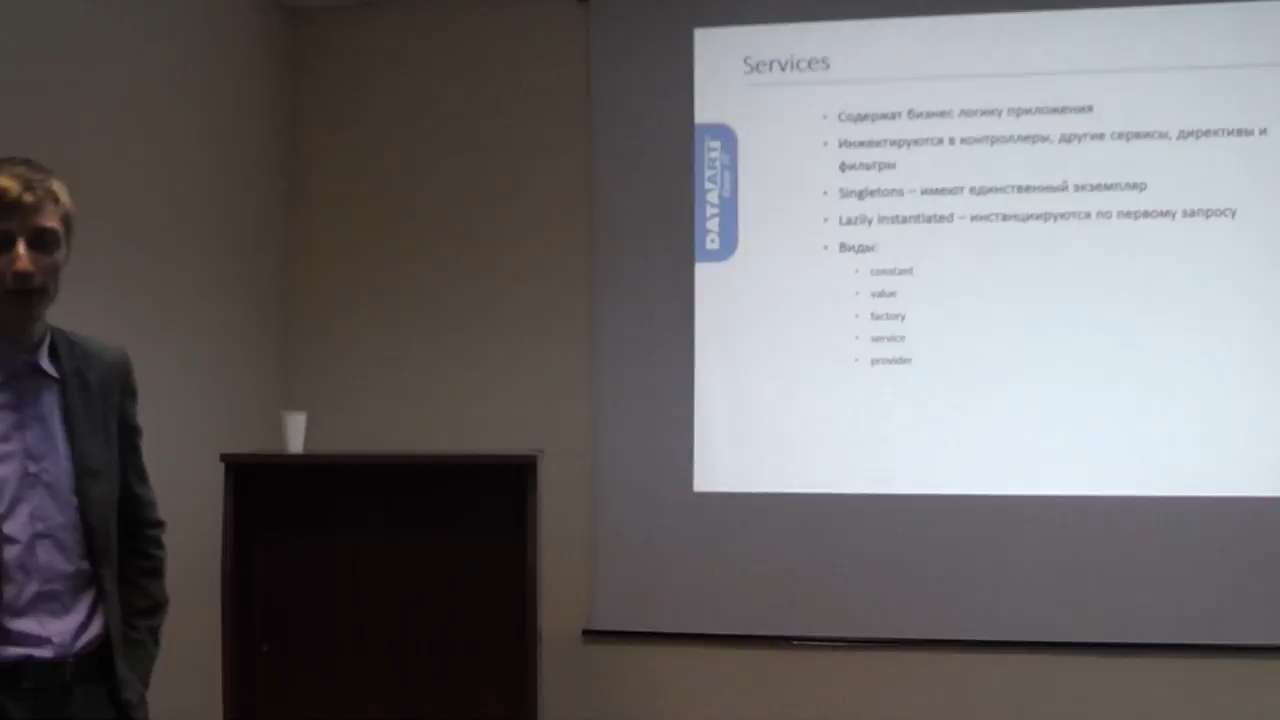 Services
Содержат бизнес логику приложения
Инжектируются в контроллеры, другие сервисы, директивы и
фильтры
Singletons – имеют единственный экземпляр
Lazily instantiated – инстанциируются по первому запросу
Виды:
constant
value
factory
service
provider
DATAART